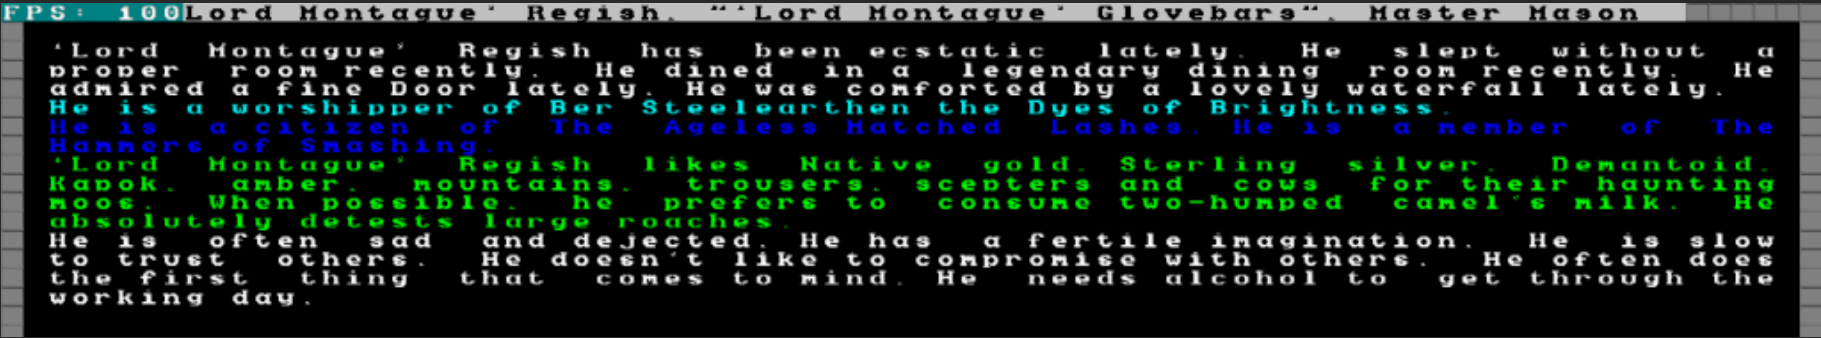 FPS: 100Lord Montague' Regish, "‘Lord Montague' Glovebars", Master Mason
‘Lord Montague' Regish has been ecstatic lately. He slept without a
proper room recently. He dined in a legendary dining room recently. He
admired a fine Door lately. He was comforted by a lovely waterfall lately.
He is a worshipper of Ber Steelearthen the Dyes of Brightness.
He is a citizen of The Ageless Matched Lashes. He is a member of The
Hammers of Smashing.
‘Lord Montague' Regish likes Native gold, Sterling silver, Demantoid,
Kapok, amber, mountains, trousers, scepters and cows for their haunting
moos. When possible, he prefers to consume two-humped camel's milk. He
absolutely detests large roaches.
He is often sad and dejected. He has a fertile imagination. He is slow
to trust others. He doesn't like to compromise with others. He often does
the first thing that comes to mind. He needs alcohol to get through the
working day.